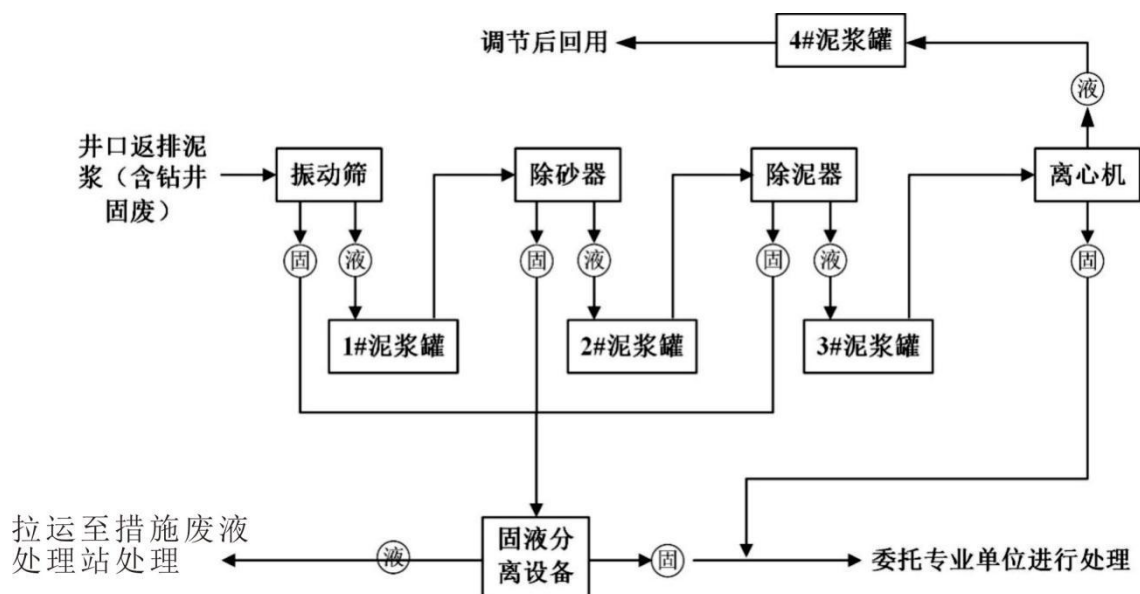 调节后回用
4#泥浆罐
液
井口返排泥
浆（含钻井
固废）
振动筛
除砂器
除泥器
离心机
固
液
固
液
固
液
固
1#泥浆罐
2#泥浆罐
3#泥浆罐
拉运至措施废液
处理站处理
液
固液分
离设备
固
委托专业单位进行处理